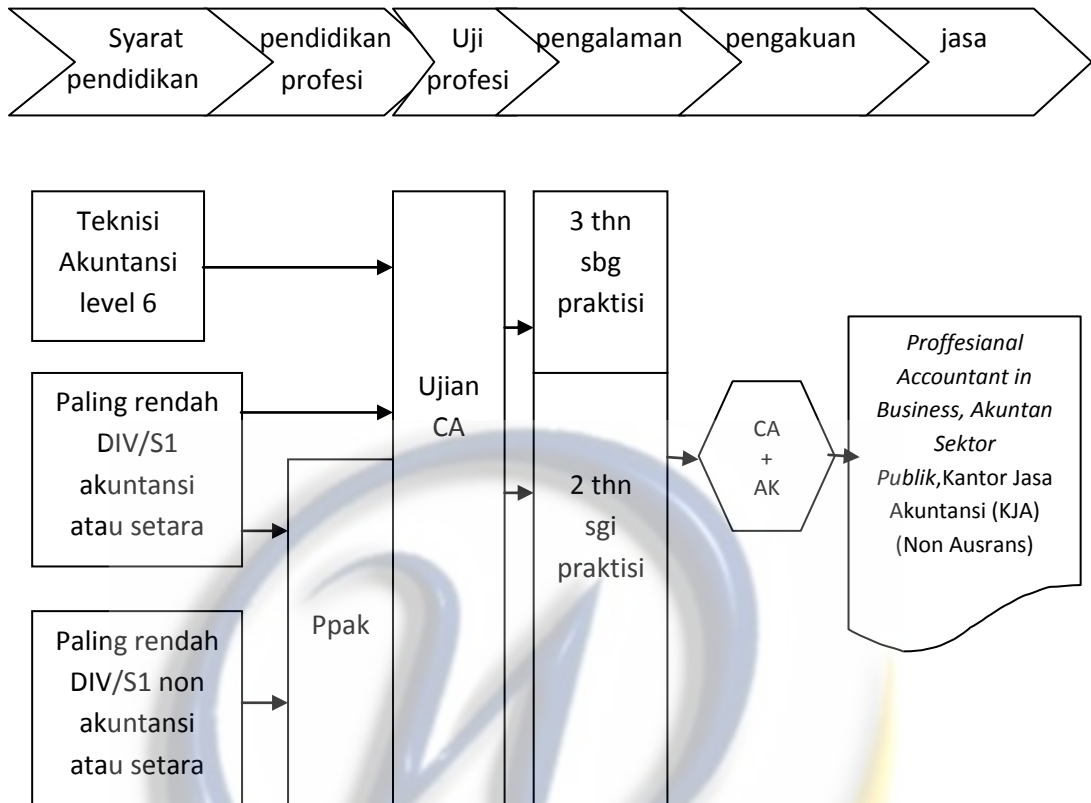 Syarat
pendidikan
pendidikan
profesi
Uji
profesi
pengalaman
pengakuan
jasa
Teknisi
Akuntansi
level 6
Paling rendah
DIV/S1
akuntansi
atau setara
Paling rendah
DIV/S1 non
akuntansi
atau setara
Ppak
Ujian
CA
3 thn
sbg
praktisi
2 thn
sgi
praktisi
CA
+
AK
Proffesianal
Accountant in
Business, Akuntan
Sektor
Publik,Kantor Jasa
Akuntansi (KJA)
(Non Ausrans)